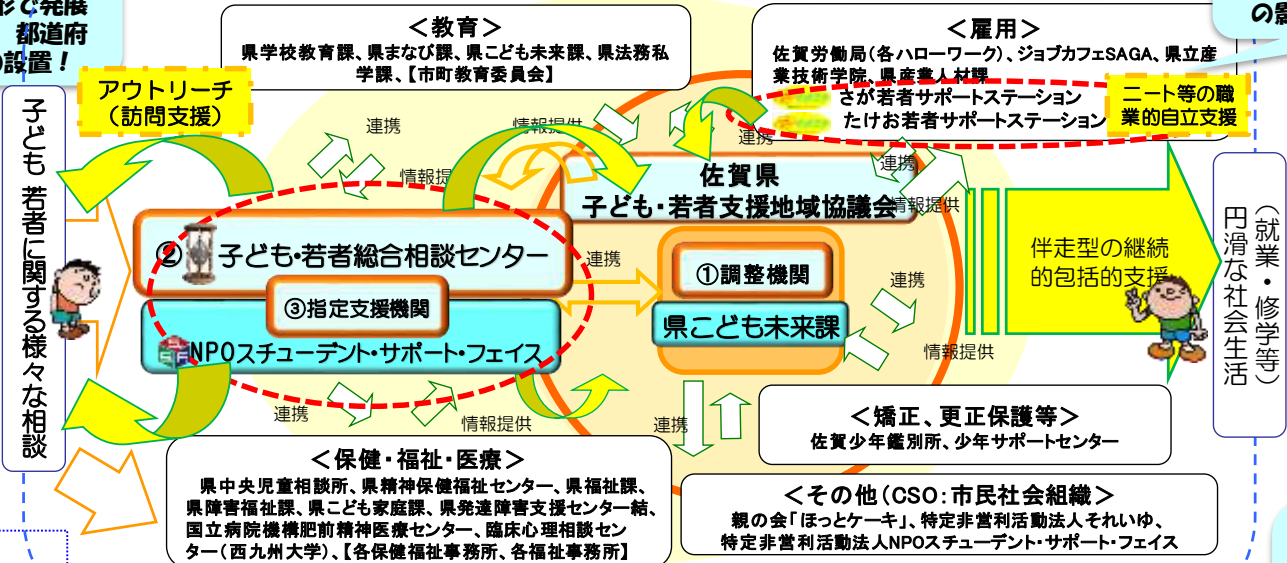 形で発展
都道府
の設置！
の影
＜教育＞
県学校教育課、県まなび課、県こども未来課、県法務私
学課、【市町教育委員会】
＜雇用＞
佐賀労働局(各ハローワーク)、ジョブカフェSAGA、県立産
業技術学院、県産業人材課
さが若者サポートステーション
たけお若者サポートステーション
ニート等の職
業的自立支援
アウトリーチ
（訪問支援）
子ども 若者に関する様々な相談
連携
情報提供
連携
連携
情報提
情報提供
佐賀県
子ども・若者支援地域協議会
②
子ども・若者総合相談センター
③指定支援機関
NPOスチューデント・サポート・フェイス
連携
①調整機関
県こども未来課
連携
情報提供
伴走型の継続
的包括的支援
（就業・修学等）
円滑な社会生活
連携
情報提供
連携
＜保健・福祉・医療＞
県中央児童相談所、県精神保健福祉センター、県福祉課、
県障害福祉課、県こども家庭課、県発達障害支援センター結、
国立病院機構肥前精神医療センター、臨床心理相談セン
ター(西九州大学)、【各保健福祉事務所、各福祉事務所】
＜矯正、更正保護等＞
佐賀少年鑑別所、少年サポートセンター
＜その他(CSO:市民社会組織＞
親の会「ほっとケーキ」、特定非営利活動法人それいゆ、
特定非営利活動法人NPOスチューデント・サポート・フェイス